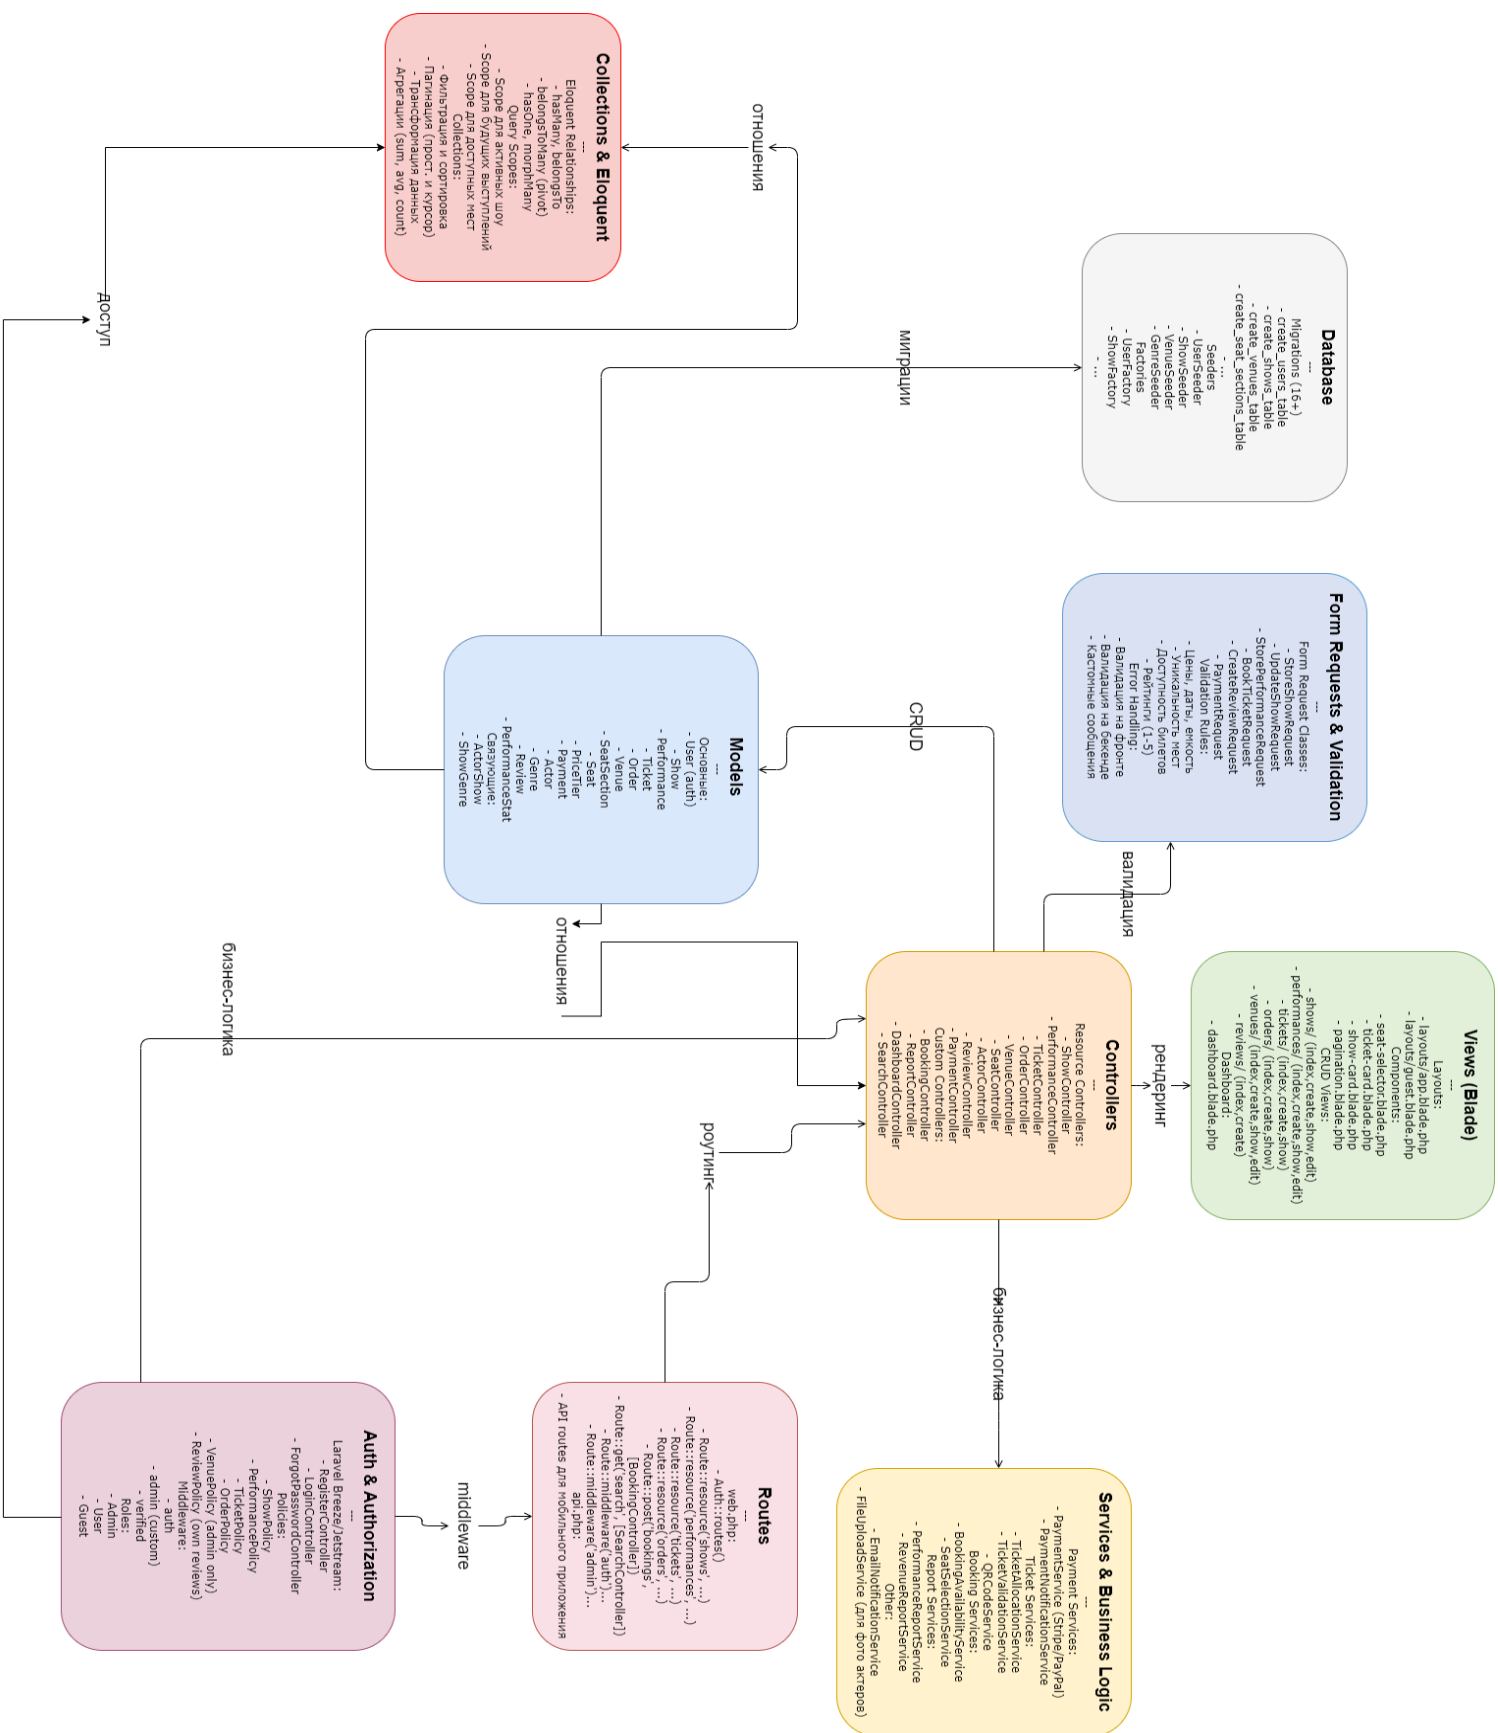 Views (Blade)
---
Layouts:
- layouts/app.blade.php
- layouts/guest.blade.php
Components:
- seat-selector.blade.php
- ticket-card.blade.php
- show-card.blade.php
- pagination.blade.php
CRUD Views:
- shows/ (index,create,show,edit)
- performances/ (index,create,show,edit)
- tickets/ (index,create,show)
- orders/ (index,create,show)
- venues/ (index,create,show,edit)
- reviews/ (index,create)
Dashboard:
- dashboard.blade.php
Form Requests & Validation
---
Form Request Classes:
- StoreShowRequest
- UpdateShowRequest
- StorePerformanceRequest
- BookTicketRequest
- CreateReviewRequest
- PaymentRequest
Validation Rules:
- Цены, даты, емкость
- Уникальность мест
- Доступность билетов
- Рейтинги (1-5)
Error Handling:
- Валидация на фронте
- Валидация на бекенде
- Кастомные сообщения
Database
---
Migrations (16+)
- create_users_table
- create_shows_table
- create_venues_table
- create_seat_sections_table
- ...
Seeders
- UserSeeder
- ShowSeeder
- VenueSeeder
- GenreSeeder
Factories
- UserFactory
- ShowFactory
- ...
рендеринг
валидация
Controllers
---
Resource Controllers:
- ShowController
- PerformanceController
- TicketController
- OrderController
- VenueController
- SeatController
- ActorController
- ReviewController
- PaymentController
Custom Controllers:
- BookingController
- ReportController
- DashboardController
- SearchController
Services & Business Logic
---
Payment Services:
- PaymentService (Stripe/PayPal)
- PaymentNotificationService
Ticket Services:
- TicketAllocationService
- TicketValidationService
- QRCodeService
Booking Services:
- BookingAvailabilityService
- SeatSelectionService
Report Services:
- PerformanceReportService
- RevenueReportService
Other:
- EmailNotificationService
- FileUploadService (для фото актеров)
бизнес-логика
CRUD
миграции
отношения
Models
---
Основные:
- User (auth)
- Show
- Performance
- Ticket
- Order
- Venue
- SeatSection
- Seat
- PriceTier
- Payment
- Actor
- Genre
- Review
- PerformanceStat
Связующие:
- ActorShow
- ShowGenre
роутинг
Routes
---
web.php:
- Auth::routes()
- Route::resource('shows', ...)
- Route::resource('performances', ...)
- Route::resource('tickets', ...)
- Route::resource('orders', ...)
- Route::post('bookings',
[BookingController])
- Route::get('search', [SearchController])
- Route::middleware('auth')...
- Route::middleware('admin')...
api.php:
- API routes для мобильного приложения
Collections & Eloquent
---
Eloquent Relationships:
- hasMany, belongsTo
- belongsToMany (pivot)
- hasOne, morphMany
Query Scopes:
- Scope для активных шоу
- Scope для будущих выступлений
- Scope для доступных мест
Collections:
- Фильтрация и сортировка
- Пагинация (прост. и курсор)
- Трансформация данных
- Агрегации (sum, avg, count)
отношения
middleware
Auth & Authorization
---
Laravel Breeze/Jetstream:
- RegisterController
- LoginController
- ForgotPasswordController
Policies:
- ShowPolicy
- PerformancePolicy
- TicketPolicy
- OrderPolicy
- VenuePolicy (admin only)
- ReviewPolicy (own reviews)
Middleware:
- auth
- admin (custom)
- verified
Roles:
- Admin
- User
- Guest
бизнес-логика
доступ